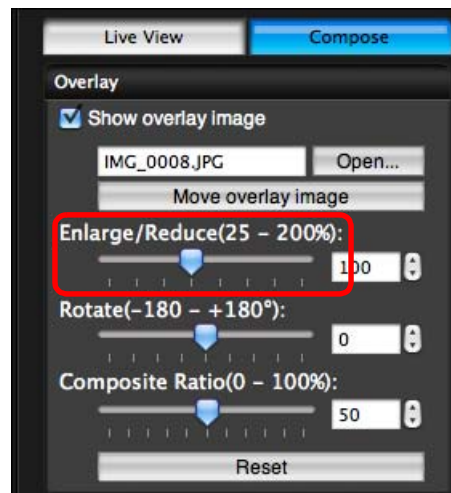 Live View Compose
Overlay
Show overlay image
IMG_0008.JPG Open...
Move overlay image
Enlarge/Reduce(25 – 200%):
100
Rotate(–180 – +180°):
0
Composite Ratio(0 – 100%):
50
Reset